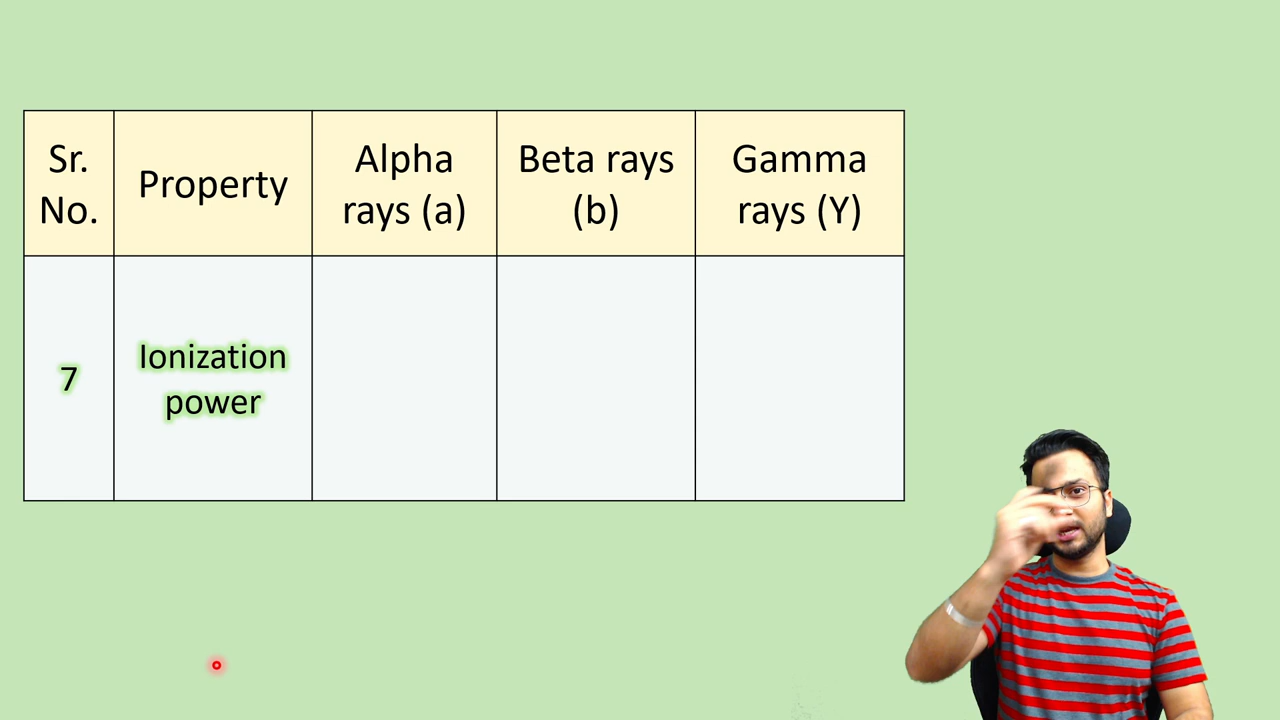 Sr.
No.
Property
Alpha
rays (a)
Beta rays
(b)
Gamma
rays (Y)
7
Ionization
power